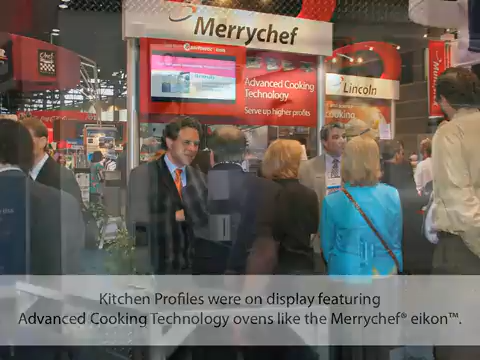 Merrychef
Advanced Cooking
Technology
Serve up higher profits
Lincoln
Kitchen Profiles were on display featuring
Advanced Cooking Technology ovens like the Merrychef® eikon™.